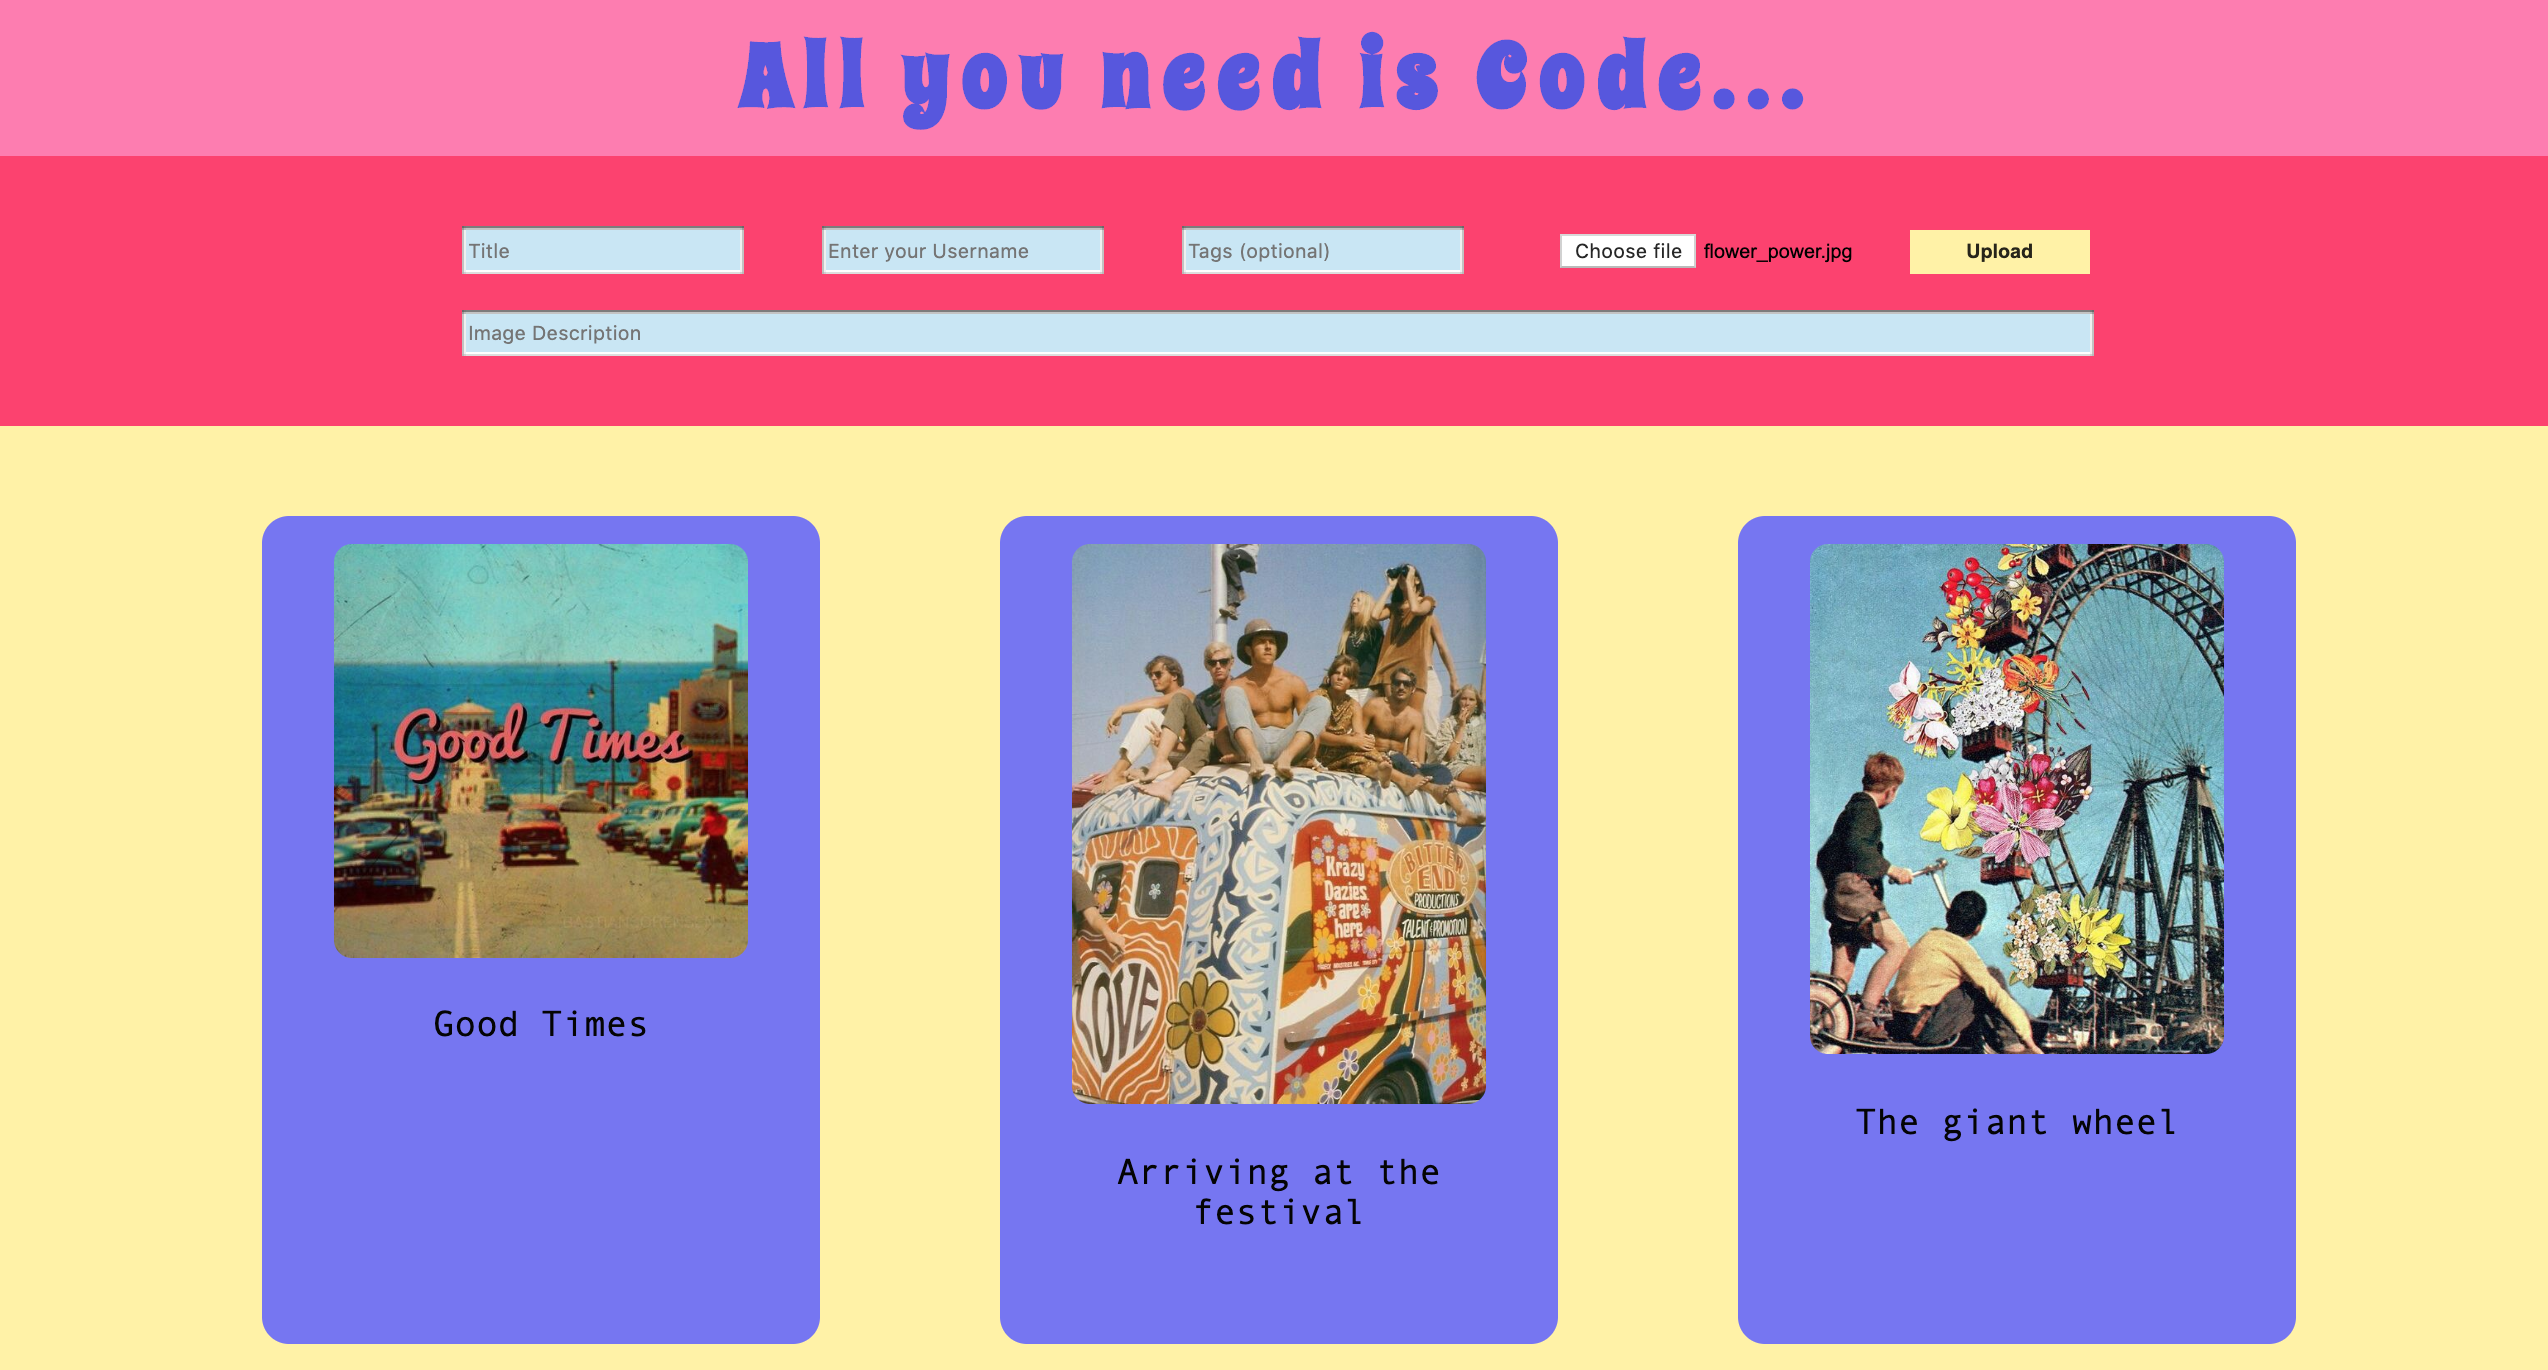 All you need is Code...
Title
Enter your Username
Tags (optional)
Choose file
flower_power.jpg
Upload
Image Description
Good Times
Good Times
Krazy
Dazies
are
here
BITTER
END
PRODUCTIONS
TALENT & PROMOTION
LOVE
Arriving at the
festival
The giant wheel